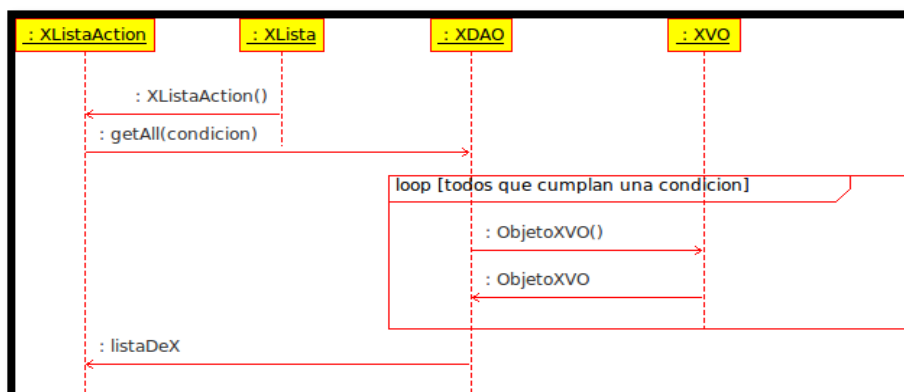 : XListaAction
: XLista
: XDAO
: XVO
: XListaAction()
: getAll(condicion)
loop [todos que cumplan una condicion]
: ObjetoXVO()
: ObjetoXVO
: listaDeX